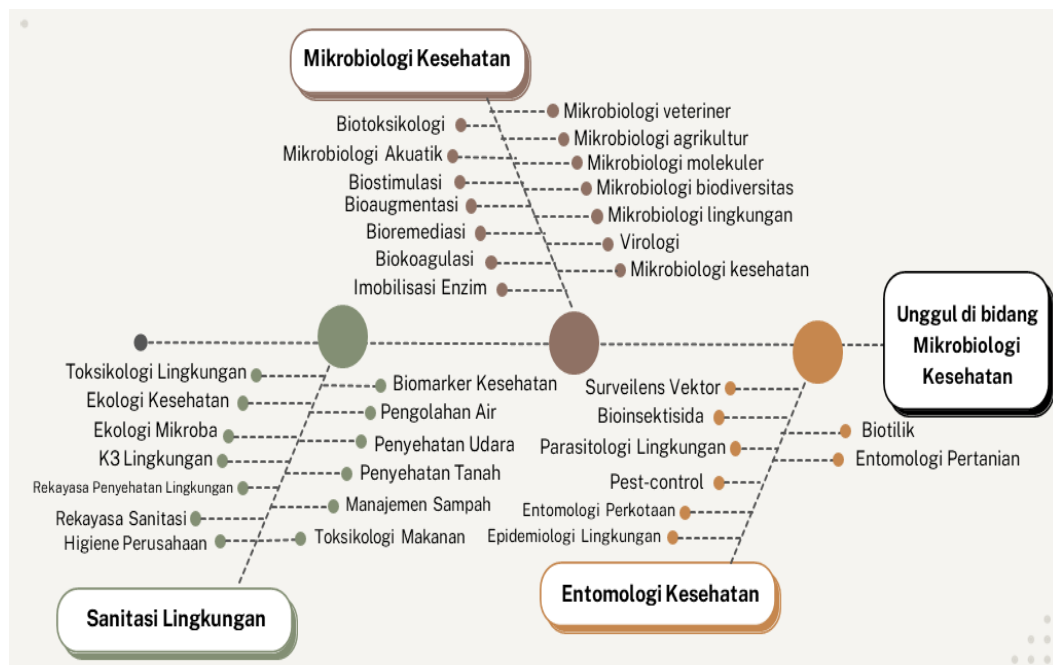 Mikrobiologi Kesehatan
Biotoksikologi
Mikrobiologi Akuatik
Biostimulasi
Bioaugmentasi
Bioremediasi
Biokoagulasi
Imobilisasi Enzim
Mikrobiologi veteriner
Mikrobiologi agrikultur
Mikrobiologi molekuler
Mikrobiologi biodiversitas
Mikrobiologi lingkungan
Virologi
Mikrobiologi kesehatan
Unggul di bidang
Mikrobiologi
Kesehatan
Toksikologi Lingkungan
Ekologi Kesehatan
Ekologi Mikroba
K3 Lingkungan
Rekayasa Penyehatan Lingkungan
Rekayasa Sanitasi
Higiene Perusahaan
Biomarker Kesehatan
Pengolahan Air
Penyehatan Udara
Penyehatan Tanah
Manajemen Sampah
Toksikologi Makanan
Sanitasi Lingkungan
Surveilens Vektor
Bioinsektisida
Parasitologi Lingkungan
Pest-control
Entomologi Perkotaan
Epidemiologi Lingkungan
Biotilik
Entomologi Pertanian
Entomologi Kesehatan